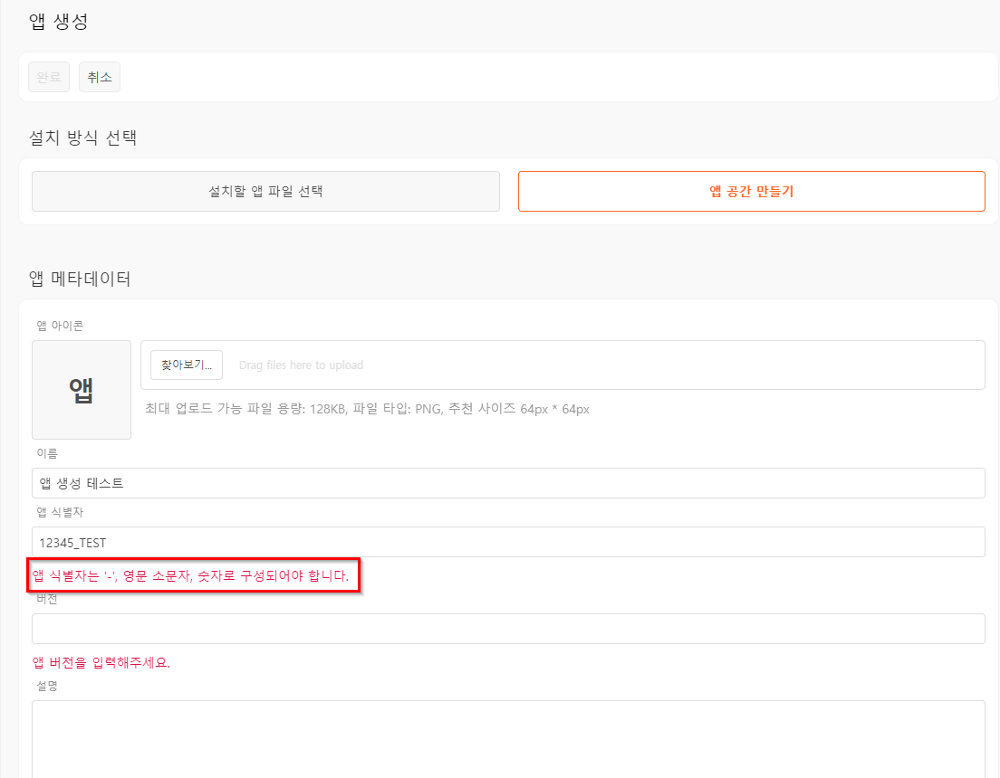 앱 생성
완료 취소
설치 방식 선택
설치할 앱 파일 선택 앱 공간 만들기
앱 메타데이터
앱 아이콘
앱
찾아보기... Drag files here to upload
최대 업로드 가능 파일 용량: 128KB, 파일 타입: PNG, 추천 사이즈 64px * 64px
이름
앱 생성 테스트
앱 식별자
12345_TEST
앱 식별자는 '-', 영문 소문자, 숫자로 구성되어야 합니다.
버전
앱 버전을 입력해주세요.
설명